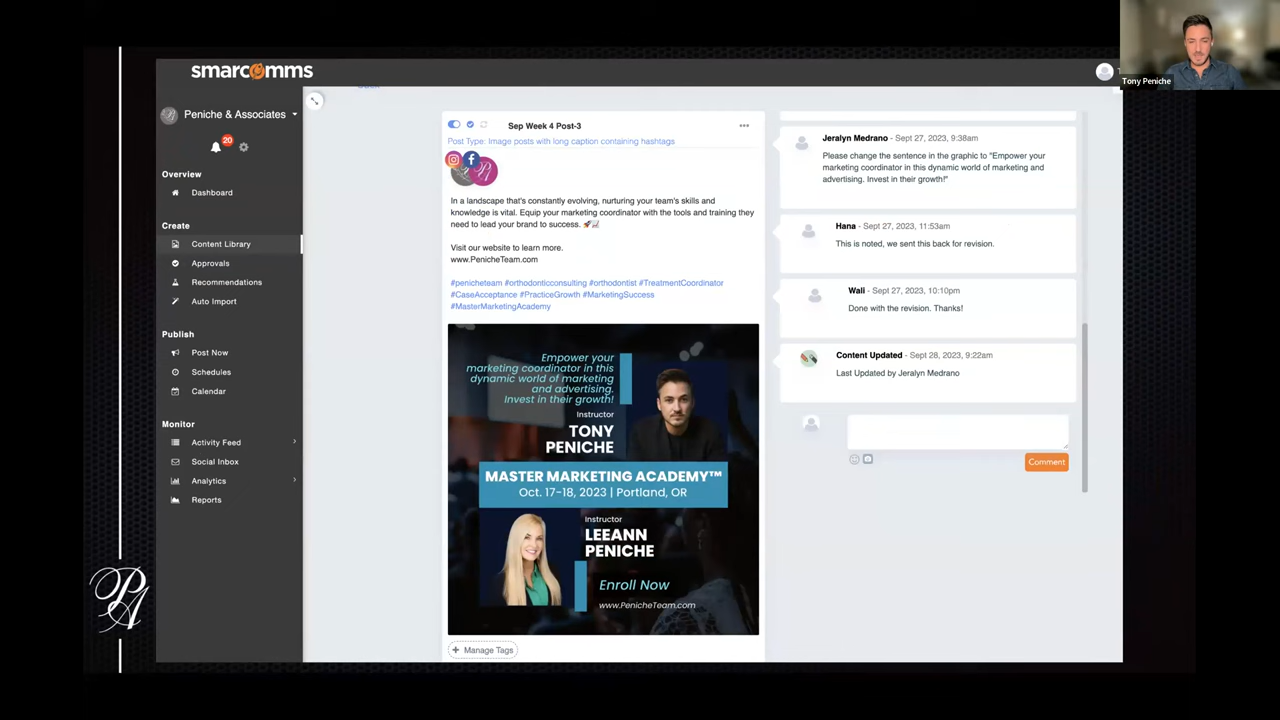 smarcomms
Tony Peniche
Peniche & Associates
20
Overview
Dashboard
Create
Content Library
Approvals
Recommendations
Auto Import
Publish
Post Now
Schedules
Calendar
Monitor
Activity Feed
Social Inbox
Analytics
Reports
PA
Sep Week 4 Post-3
Post Type: Image posts with long caption containing hashtags
In a landscape that's constantly evolving, nurturing your team's skills and
knowledge is vital. Equip your marketing coordinator with the tools and training they
need to lead your brand to success. 🚀📈
Visit our website to learn more.
www.PenicheTeam.com
#penicheteam #orthodonticconsulting #orthodontist #TreatmentCoordinator
#CaseAcceptance #PracticeGrowth #MarketingSuccess
#MasterMarketingAcademy
Empower your
marketing coordinator in this
dynamic world of marketing
and advertising.
Invest in their growth!
Instructor
TONY
PENICHE
MASTER MARKETING ACADEMY™
Oct. 17-18, 2023 | Portland, OR
Instructor
LEEANN
PENICHE
Enroll Now
www.PenicheTeam.com
+ Manage Tags
Jeralyn Medrano - Sept 27, 2023, 9:38am
Please change the sentence in the graphic to "Empower your
marketing coordinator in this dynamic world of marketing and
advertising. Invest in their growth!"
Hana - Sept 27, 2023, 11:53am
This is noted, we sent this back for revision.
Wali - Sept 27, 2023, 10:10pm
Done with the revision. Thanks!
Content Updated - Sept 28, 2023, 9:22am
Last Updated by Jeralyn Medrano
Comment